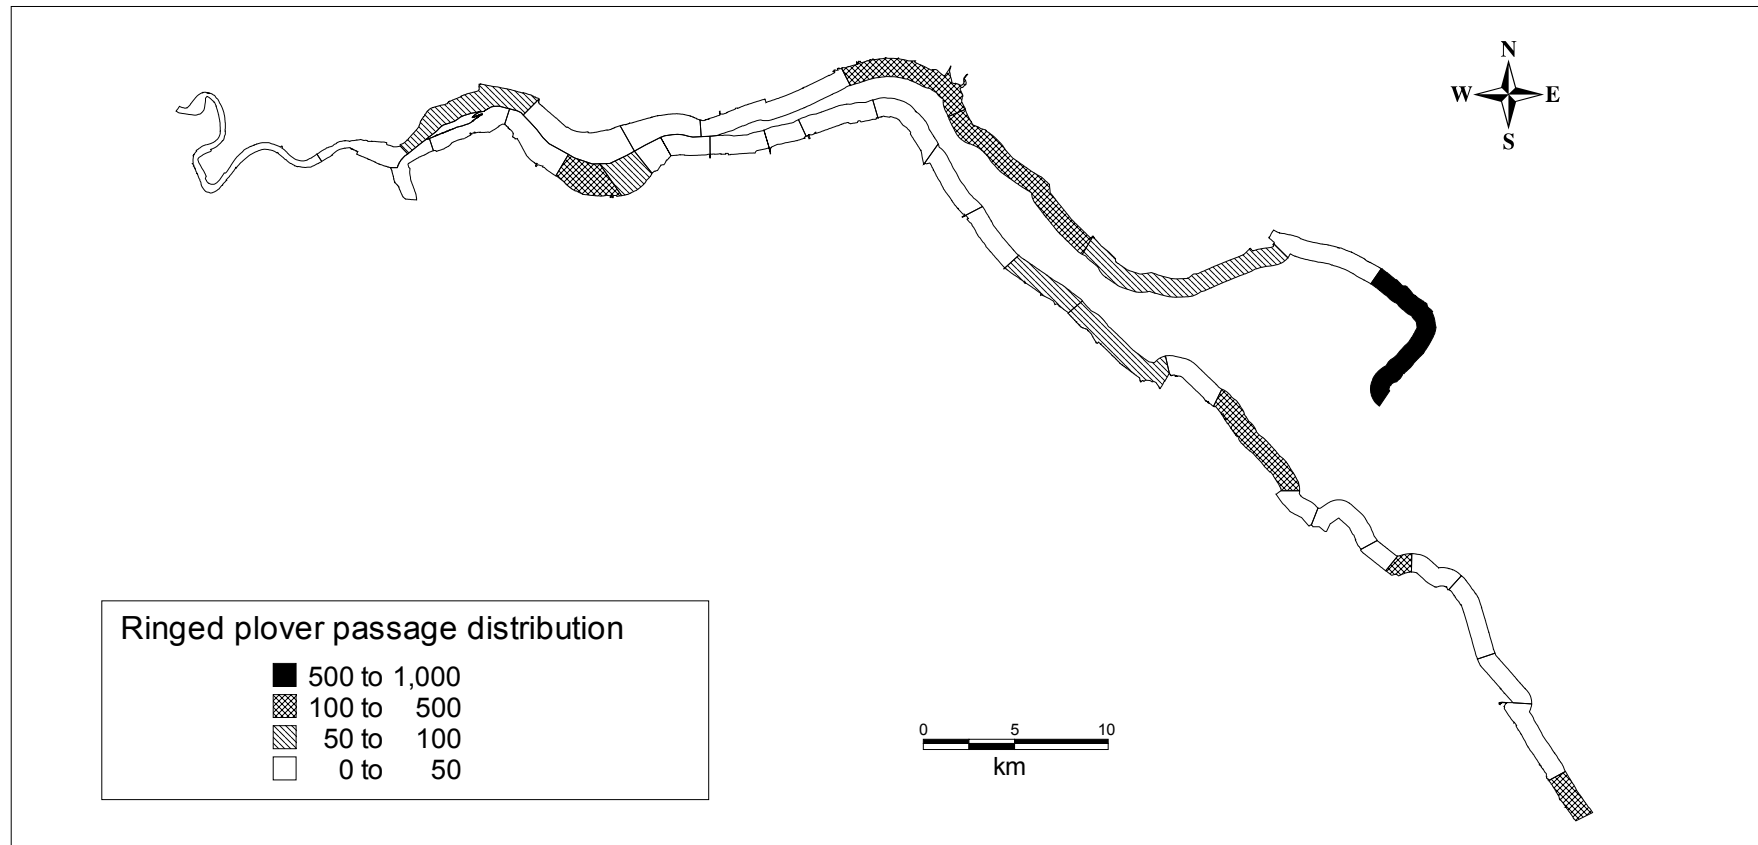 N
W E
S
Ringed plover passage distribution
500 to 1,000
100 to 500
50 to 100
0 to 50
0 5 10
km